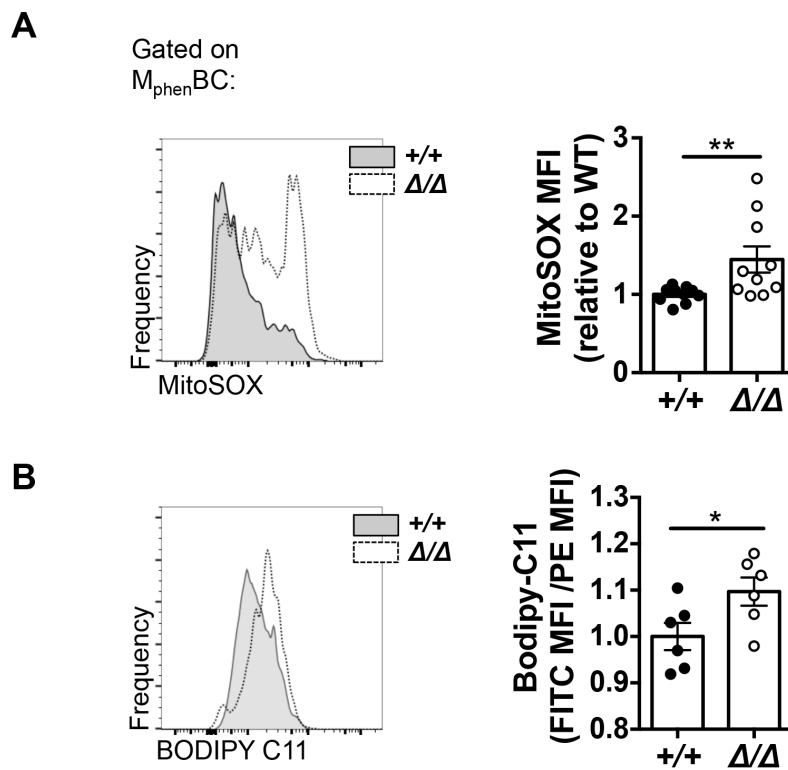 A
Gated on
MphenBC:
+/+
Δ/Δ
Frequency
MitoSOX
MitoSOX MFI
(relative to WT)
3
2
1
0
**
+/+
Δ/Δ
B
+/+
Δ/Δ
Frequency
BODIPY C11
Bodipy-C11
(FITC MFI /PE MFI)
1.3
1.2
1.1
1.0
0.9
0.8
*
+/+
Δ/Δ